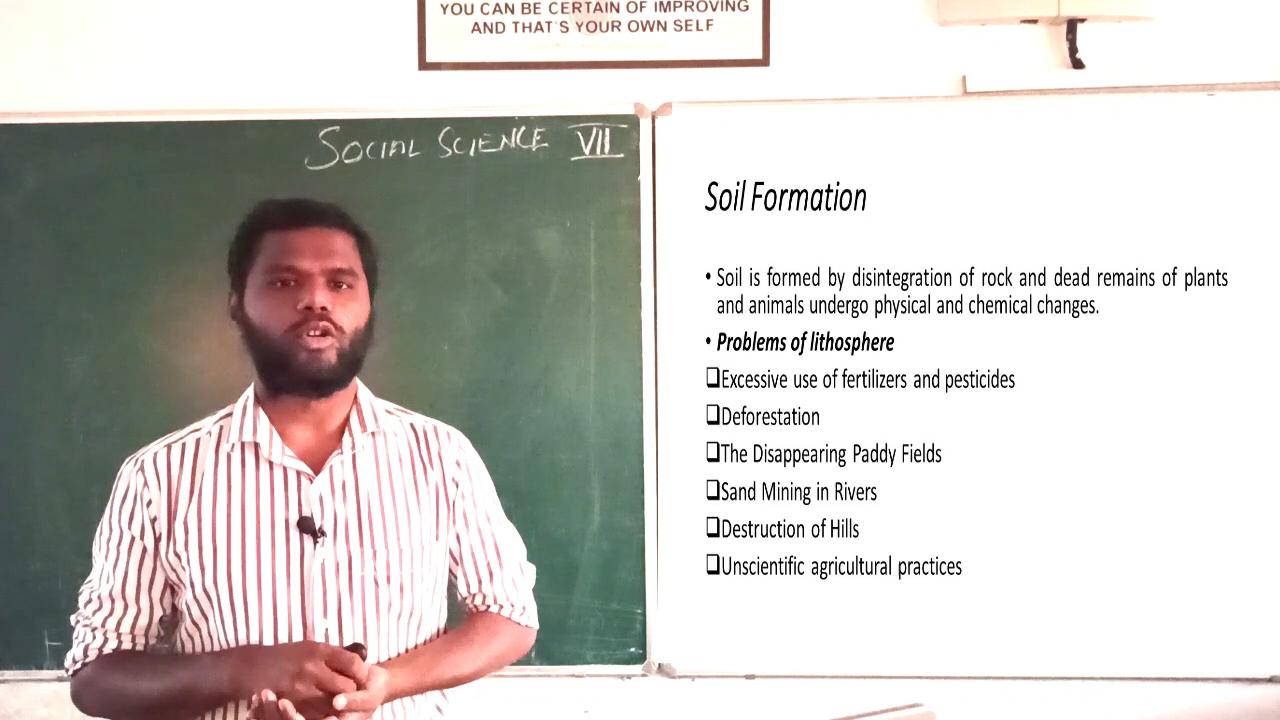 YOU CAN BE CERTAIN OF IMPROVING
AND THAT'S YOUR OWN SELF
SOCIAL SCIENCE VII
Soil Formation
• Soil is formed by disintegration of rock and dead remains of plants
and animals undergo physical and chemical changes.
• Problems of lithosphere
❑Excessive use of fertilizers and pesticides
❑Deforestation
❑The Disappearing Paddy Fields
❑Sand Mining in Rivers
❑Destruction of Hills
❑Unscientific agricultural practices